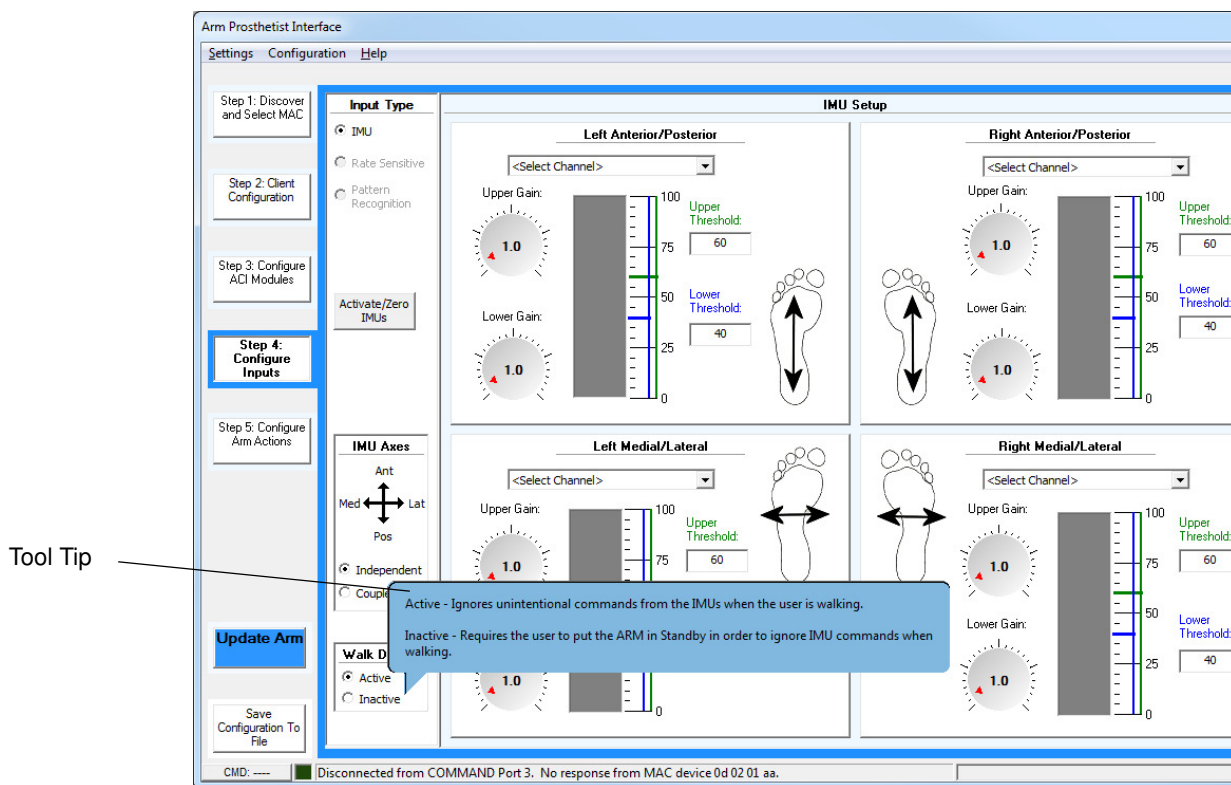 Arm Prosthetist Interface
Settings Configuration Help
Step 1: Discover
and Select MAC
Step 2: Client
Configuration
Step 3: Configure
ACI Modules
Step 4:
Configure
Inputs
Step 5: Configure
Arm Actions
Update Arm
Save
Configuration To
File
Input Type
IMU
Rate Sensitive
Pattern
Recognition
Activate/Zero
IMUs
IMU Axes
Ant
Med Lat
Pos
Independent
Couple
Walk D
Active
Inactive
IMU Setup
Left Anterior/Posterior
<Select Channel>
Upper Gain:
1.0
Lower Gain:
1.0
100
75
50
25
0
Upper
Threshold:
60
Lower
Threshold:
40
Right Anterior/Posterior
<Select Channel>
Upper Gain:
1.0
Lower Gain:
1.0
100
75
50
25
0
Upper
Threshold:
60
Lower
Threshold:
40
Left Medial/Lateral
<Select Channel>
Upper Gain:
1.0
1.0
100
75
0
Upper
Threshold:
60
Right Medial/Lateral
<Select Channel>
Upper Gain:
1.0
Lower Gain:
1.0
100
75
50
25
0
Upper
Threshold:
60
Lower
Threshold:
40
Tool Tip
Active - Ignores unintentional commands from the IMUs when the user is walking.
Inactive - Requires the user to put the ARM in Standby in order to ignore IMU commands when
walking.
CMD: ----
Disconnected from COMMAND Port 3. No response from MAC device 0d 02 01 aa.